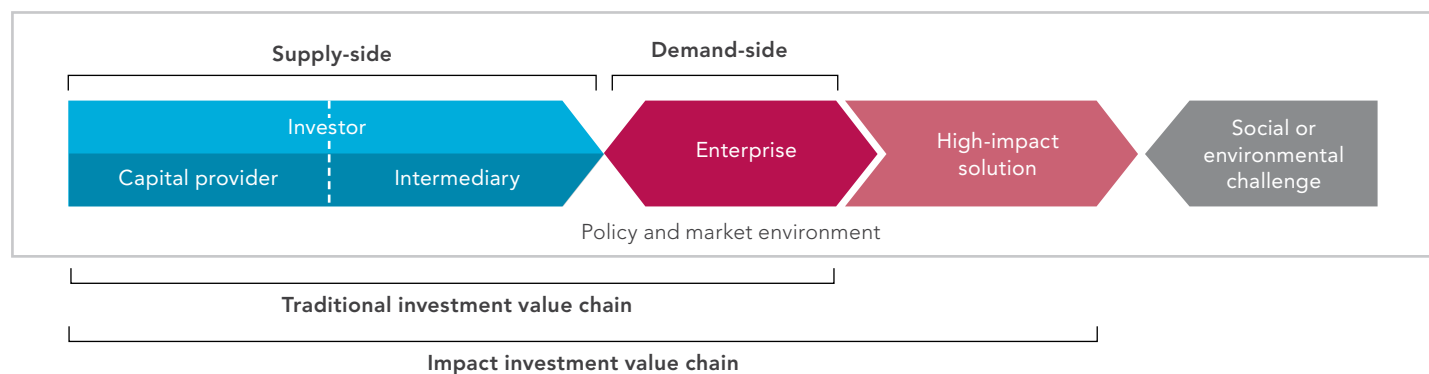 Supply-side
Demand-side
Investor
Capital provider
Intermediary
Enterprise
High-impact
solution
Social or
environmental
challenge
Policy and market environment
Traditional investment value chain
Impact investment value chain